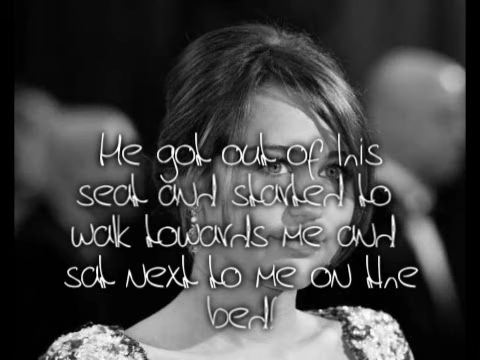 He got out of his
seat and started to
walk towards me and
sat next to me on the
bed!